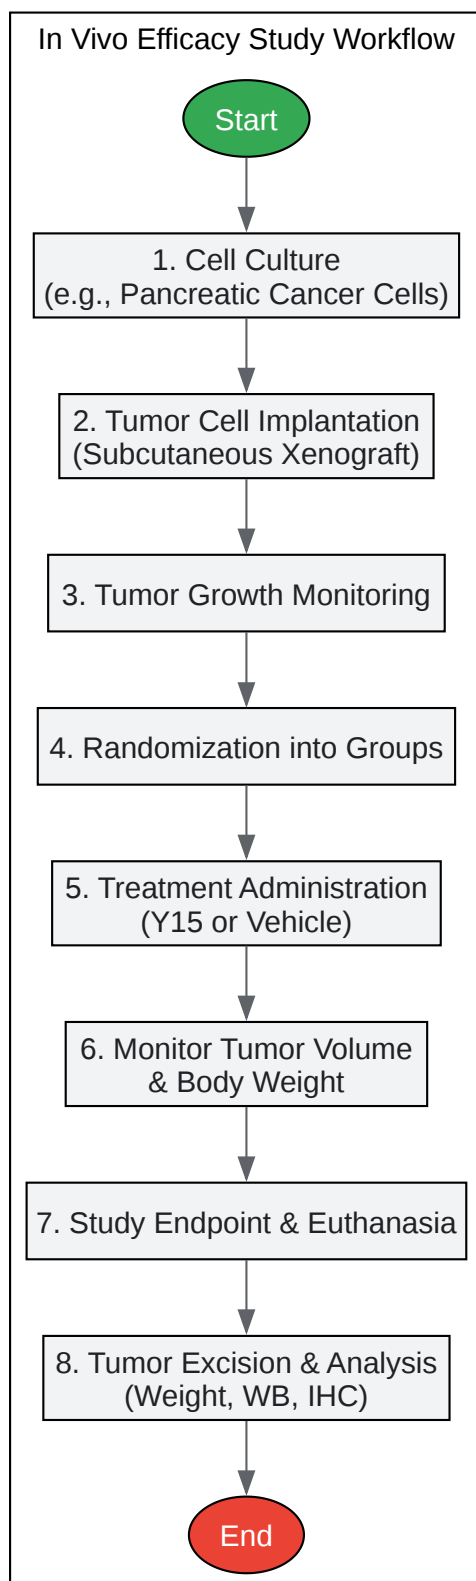 In Vivo Efficacy Study Workflow
Start
1. Cell Culture
(e.g., Pancreatic Cancer Cells)
2. Tumor Cell Implantation
(Subcutaneous Xenograft)
3. Tumor Growth Monitoring
4. Randomization into Groups
5. Treatment Administration
(Y15 or Vehicle)
6. Monitor Tumor Volume
& Body Weight
7. Study Endpoint & Euthanasia
8. Tumor Excision & Analysis
(Weight, WB, IHC)
End